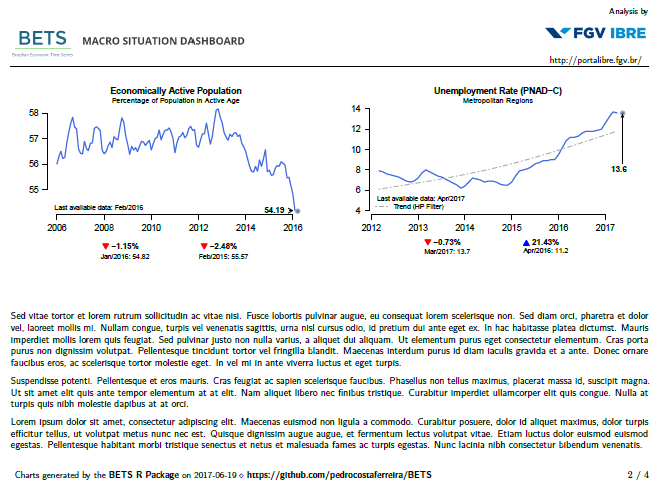 Analysis by
BETS
Brazilian Economic Time Series
MACRO SITUATION DASHBOARD
FGV IBRE
http://portalibre.fgv.br/
Economically Active Population
Percentage of Population in Active Age
58
57
56
55
Last available data: Feb/2016
54.19
2006 2008 2010 2012 2014 2016
−1.15%
Jan/2016: 54.82
−2.48%
Feb/2015: 55.57
Unemployment Rate (PNAD−C)
Metropolitan Regions
14
12
10
8
6
4
13.6
Last available data: Apr/2017
Trend (HP Filter)
2012 2013 2014 2015 2016 2017
−0.73%
Mar/2017: 13.7
21.43%
Apr/2016: 11.2
Sed vitae tortor et lorem rutrum sollicitudin ac vitae nisi. Fusce lobortis pulvinar augue, eu consequat lorem scelerisque non. Sed diam orci, pharetra et dolor
vel, laoreet mollis mi. Nullam congue, turpis vel venenatis sagittis, urna nisl cursus odio, id pretium dui ante eget ex. In hac habitasse platea dictumst. Mauris
imperdiet mollis lorem quis feugiat. Sed pulvinar justo non nulla varius, a aliquet dui aliquam. Ut elementum purus eget consectetur elementum. Cras porta
purus non dignissim volutpat. Pellentesque tincidunt tortor vel fringilla blandit. Maecenas interdum purus id diam iaculis gravida et a ante. Donec ornare
faucibus eros, ac scelerisque tortor molestie eget. In vel mi in ante viverra luctus et eget turpis.
Suspendisse potenti. Pellentesque et eros mauris. Cras feugiat ac sapien scelerisque faucibus. Phasellus non tellus maximus, placerat massa id, suscipit magna.
Ut sit amet elit quis ante tempor elementum at at elit. Nam aliquet libero nec finibus tristique. Curabitur imperdiet ullamcorper elit quis congue. Nulla at
turpis quis nibh molestie dapibus at at orci.
Lorem ipsum dolor sit amet, consectetur adipiscing elit. Maecenas euismod non ligula a commodo. Curabitur posuere, dolor id aliquet maximus, dolor turpis
efficitur tellus, ut volutpat metus nunc nec est. Quisque dignissim augue augue, et fermentum lectus volutpat vitae. Etiam luctus dolor euismod euismod
egestas. Pellentesque habitant morbi tristique senectus et netus et malesuada fames ac turpis egestas. Nunc lacinia nibh consectetur bibendum venenatis.
Charts generated by the BETS R Package on 2017-06-19 ⋄ https://github.com/pedrocostaferreira/BETS
2 / 4